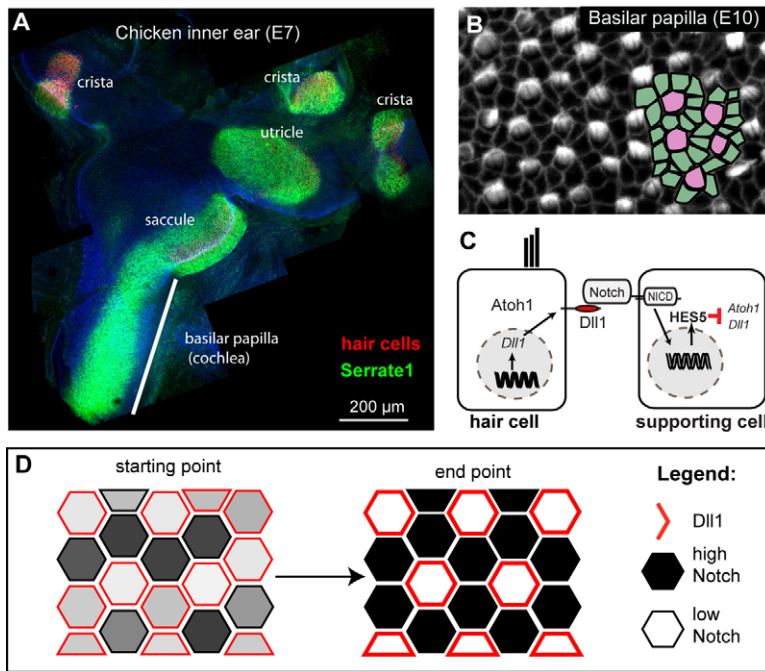 A
Chicken inner ear (E7)
crista
crista
crista
utricle
saccule
basilar papilla
(cochlea)
hair cells
Serrate1
200 µm
B
Basilar papilla (E10)
C
Atoh1
Dll1
Dll1
Notch
NICD
HES5
Atoh1
Dll1
hair cell
supporting cell
D
starting point
end point
Legend:
Dll1
high
Notch
low
Notch